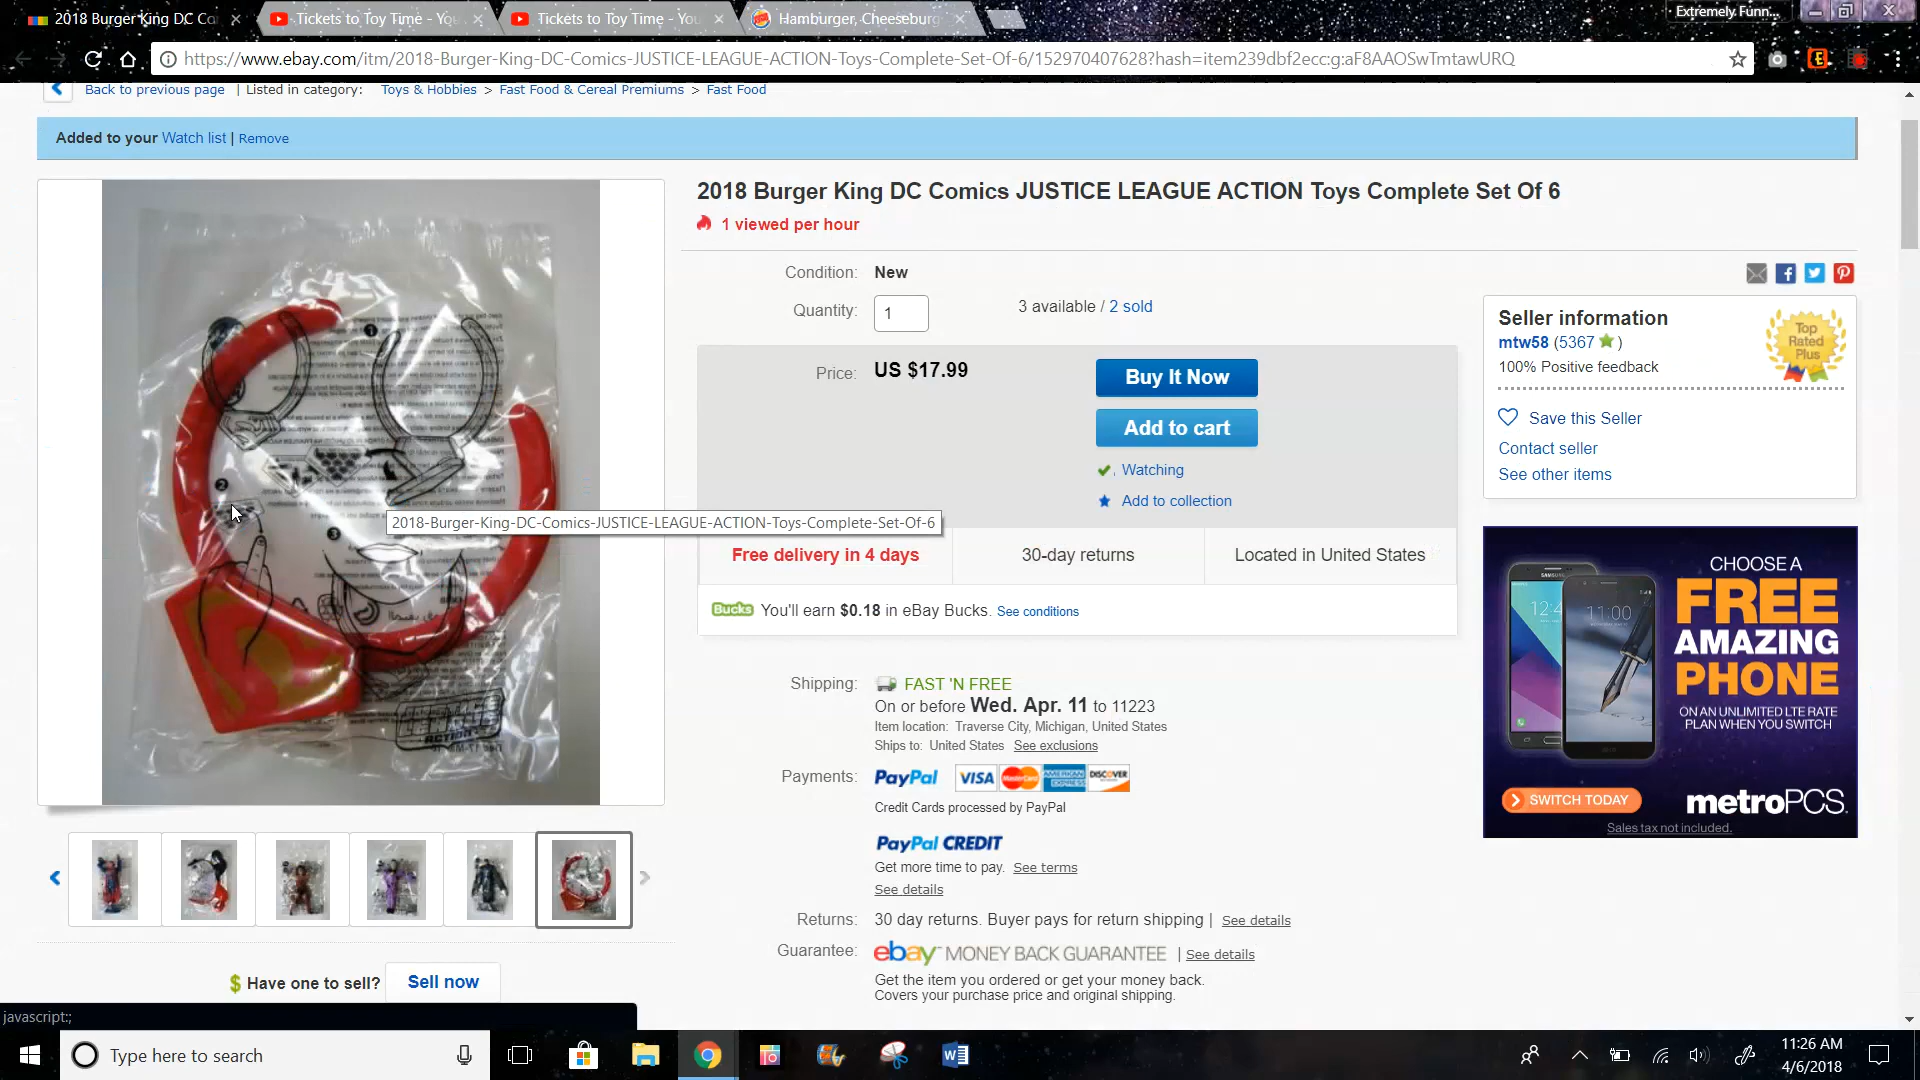 2018 Burger King DC Co
Tickets to Toy Time - You
Tickets to Toy Time - You
Hamburger, Cheeseburg
Extremely Funn...
https://www.ebay.com/itm/2018-Burger-King-DC-Comics-JUSTICE-LEAGUE-ACTION-Toys-Complete-Set-Of-6/152970407628?hash=item239dbf2ecc:g:aF8AAOSwTmtawURQ
Back to previous page | Listed in category: Toys & Hobbies > Fast Food & Cereal Premiums > Fast Food
Added to your Watch list | Remove
2018 Burger King DC Comics JUSTICE LEAGUE ACTION Toys Complete Set Of 6
1 viewed per hour
Condition: New
Quantity: 1
3 available / 2 sold
Price: US $17.99
Buy It Now
Add to cart
Watching
Add to collection
2018-Burger-King-DC-Comics-JUSTICE-LEAGUE-ACTION-Toys-Complete-Set-Of-6
Free delivery in 4 days
30-day returns
Located in United States
Bucks You'll earn $0.18 in eBay Bucks. See conditions
Shipping: FAST 'N FREE
On or before Wed. Apr. 11 to 11223
Item location: Traverse City, Michigan, United States
Ships to: United States See exclusions
Payments: PayPal VISA MasterCard AMERICAN EXPRESS DISCOVER
Credit Cards processed by PayPal
PayPal CREDIT
Get more time to pay. See terms
See details
Returns: 30 day returns. Buyer pays for return shipping | See details
Guarantee: ebay MONEY BACK GUARANTEE | See details
Get the item you ordered or get your money back.
Covers your purchase price and original shipping.
Seller information
mtw58 (5367)
100% Positive feedback
Top
Rated
Plus
Save this Seller
Contact seller
See other items
CHOOSE A
FREE
AMAZING
PHONE
ON AN UNLIMITED LTE RATE
PLAN WHEN YOU SWITCH
SAMSUNG
11:00
SWITCH TODAY
metroPCS.
Sales tax not included.
1
2
3
Have one to sell? Sell now
javascript:;
Type here to search
11:26 AM
4/6/2018